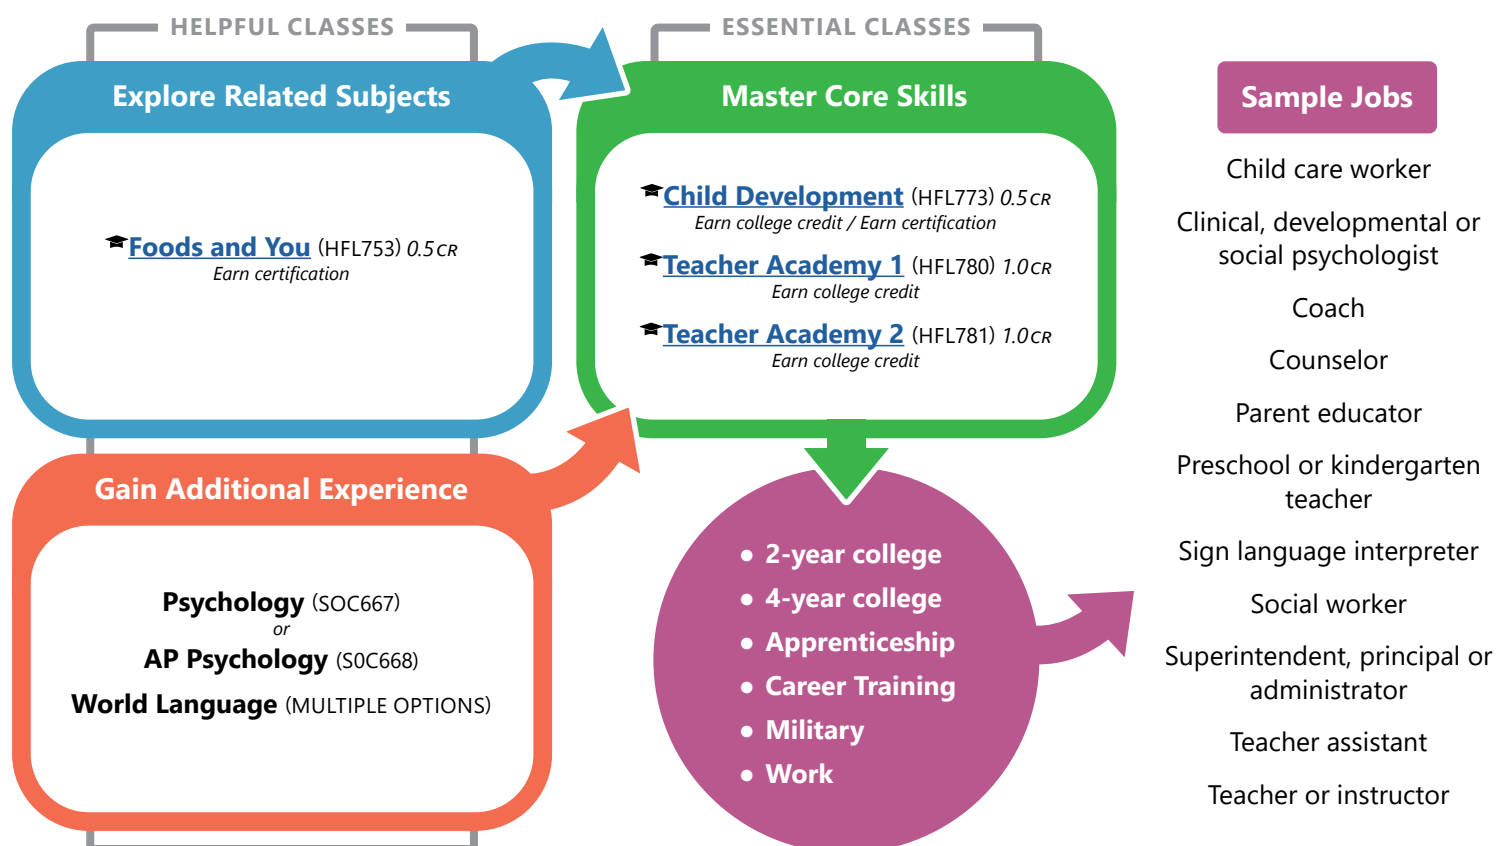 HELPFUL CLASSES
Explore Related Subjects
Foods and You (HFL753) 0.5 CR
Earn certification
Gain Additional Experience
Psychology (SOC667)
or
AP Psychology (S0C668)
World Language (MULTIPLE OPTIONS)
ESSENTIAL CLASSES
Master Core Skills
Child Development (HFL773) 0.5 CR
Earn college credit / Earn certification
Teacher Academy 1 (HFL780) 1.0 CR
Earn college credit
Teacher Academy 2 (HFL781) 1.0 CR
Earn college credit
• 2-year college
• 4-year college
• Apprenticeship
• Career Training
• Military
• Work
Sample Jobs
Child care worker
Clinical, developmental or
social psychologist
Coach
Counselor
Parent educator
Preschool or kindergarten
teacher
Sign language interpreter
Social worker
Superintendent, principal or
administrator
Teacher assistant
Teacher or instructor